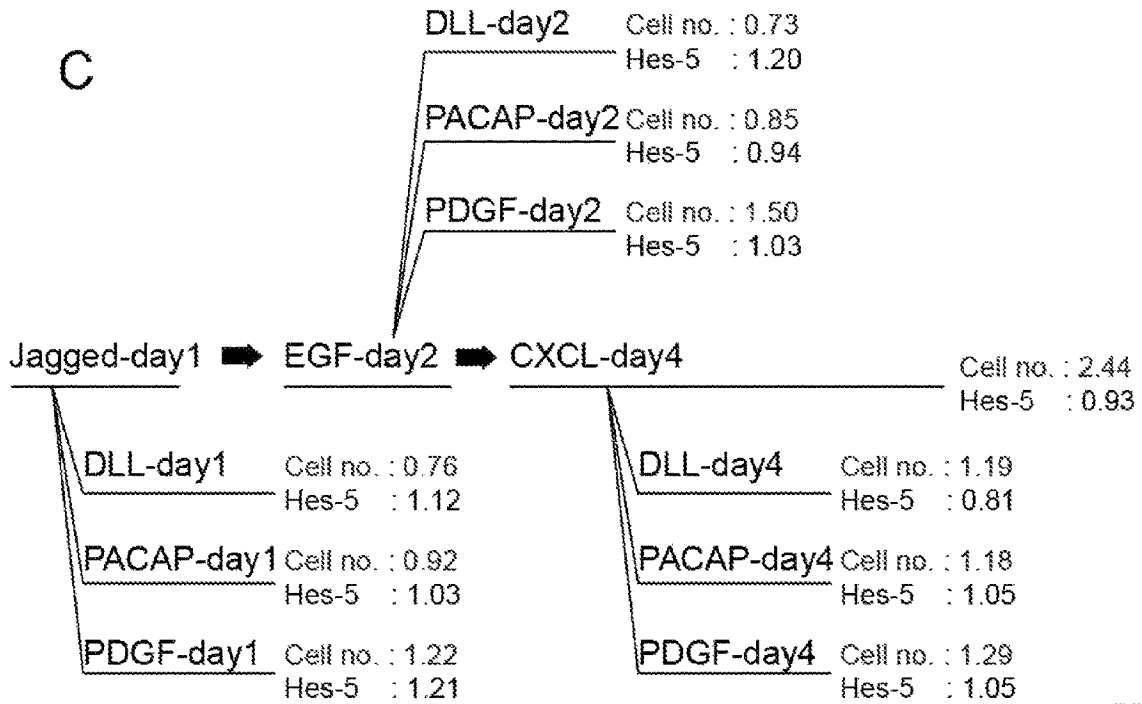 C
DLL-day2 Cell no. : 0.73
Hes-5 : 1.20
PACAP-day2 Cell no. : 0.85
Hes-5 : 0.94
PDGF-day2 Cell no. : 1.50
Hes-5 : 1.03
Jagged-day1 EGF-day2 CXCL-day4
Cell no. : 2.44
Hes-5 : 0.93
DLL-day1 Cell no. : 0.76 DLL-day4 Cell no. : 1.19
Hes-5 : 1.12 Hes-5 : 0.81
PACAP-day1 Cell no. : 0.92 PACAP-day4 Cell no. : 1.18
Hes-5 : 1.03 Hes-5 : 1.05
PDGF-day1 Cell no. : 1.22 PDGF-day4 Cell no. : 1.29
Hes-5 : 1.21 Hes-5 : 1.05